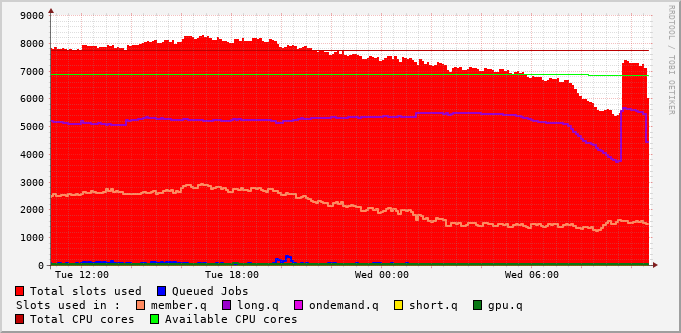 9000
8000
7000
6000
5000
4000
3000
2000
1000
0
Tue 12:00 Tue 18:00 Wed 00:00 Wed 06:00
RRDTOOL / TOBI OETIKER
Total slots used Queued Jobs
Slots used in : member.q long.q ondemand.q short.q gpu.q
Total CPU cores Available CPU cores